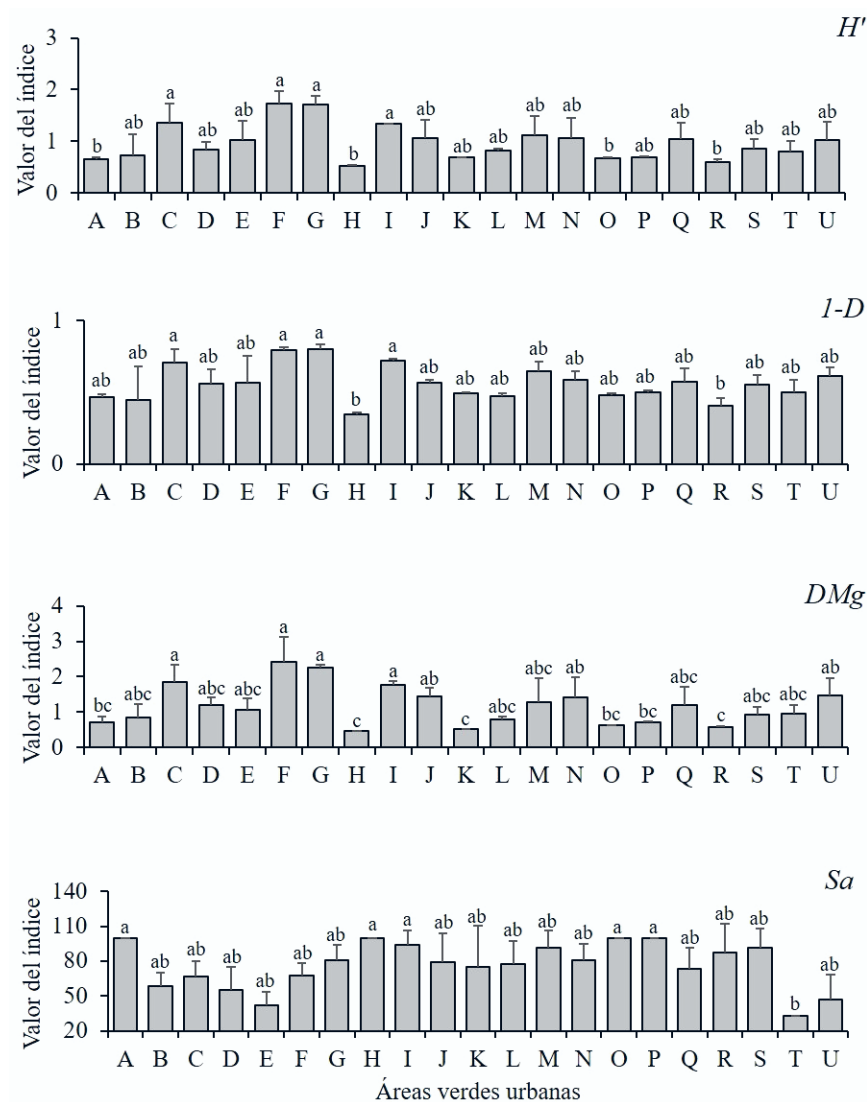 H'
Valor del índice
3
2
1
0
b ab a ab ab a a b a ab ab ab ab ab b ab ab b ab ab ab
A B C D E F G H I J K L M N O P Q R S T U
1-D
Valor del índice
1
0
ab ab a ab ab a a b a ab ab ab ab ab ab ab ab b ab ab ab
A B C D E F G H I J K L M N O P Q R S T U
DMg
Valor del índice
4
3
2
1
0
bc abc a abc abc a a c a ab c abc abc ab bc bc abc c abc abc ab
A B C D E F G H I J K L M N O P Q R S T U
Sa
Valor del índice
140
110
80
50
20
a ab ab ab ab ab ab a a ab ab ab ab ab a a ab ab ab b ab
A B C D E F G H I J K L M N O P Q R S T U
Áreas verdes urbanas